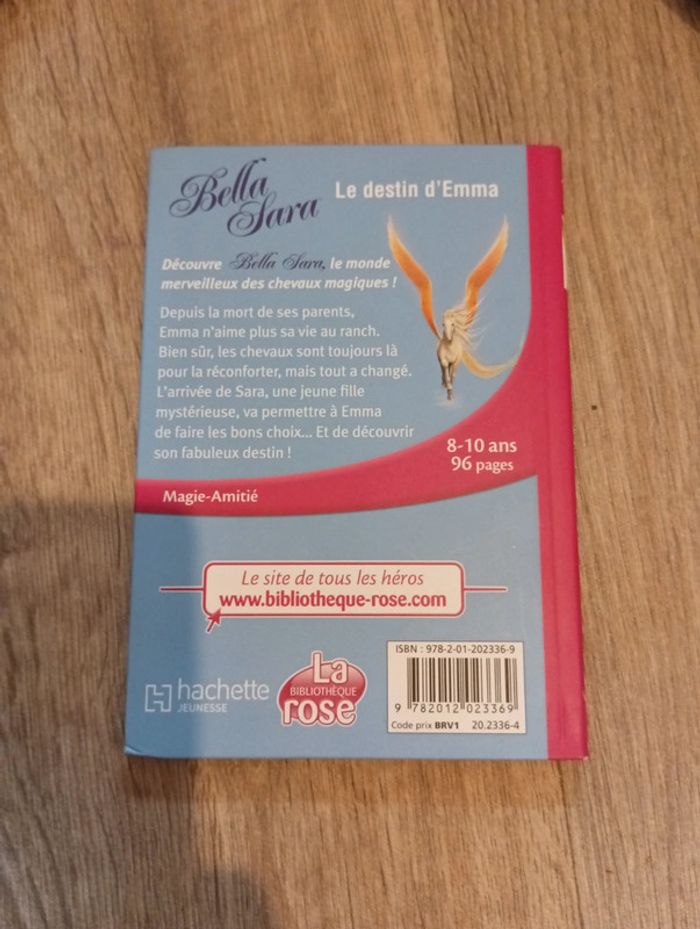 Bella Sara
Le destin d'Emma
Découvre Bella Sara, le monde
merveilleux des chevaux magiques !
Depuis la mort de ses parents,
Emma n'aime plus sa vie au ranch.
Bien sûr, les chevaux sont toujours là
pour la réconforter, mais tout a changé.
L'arrivée de Sara, une jeune fille
mystérieuse, va permettre à Emma
de faire les bons choix... Et de découvrir
son fabuleux destin !
8-10 ans
96 pages
Magie-Amitié
Le site de tous les héros
www.bibliotheque-rose.com
hachette
JEUNESSE
La
BIBLIOTHÈQUE
rose
ISBN : 978-2-01-202336-9
9 782012 023369
Code prix BRV1 20.2336-4